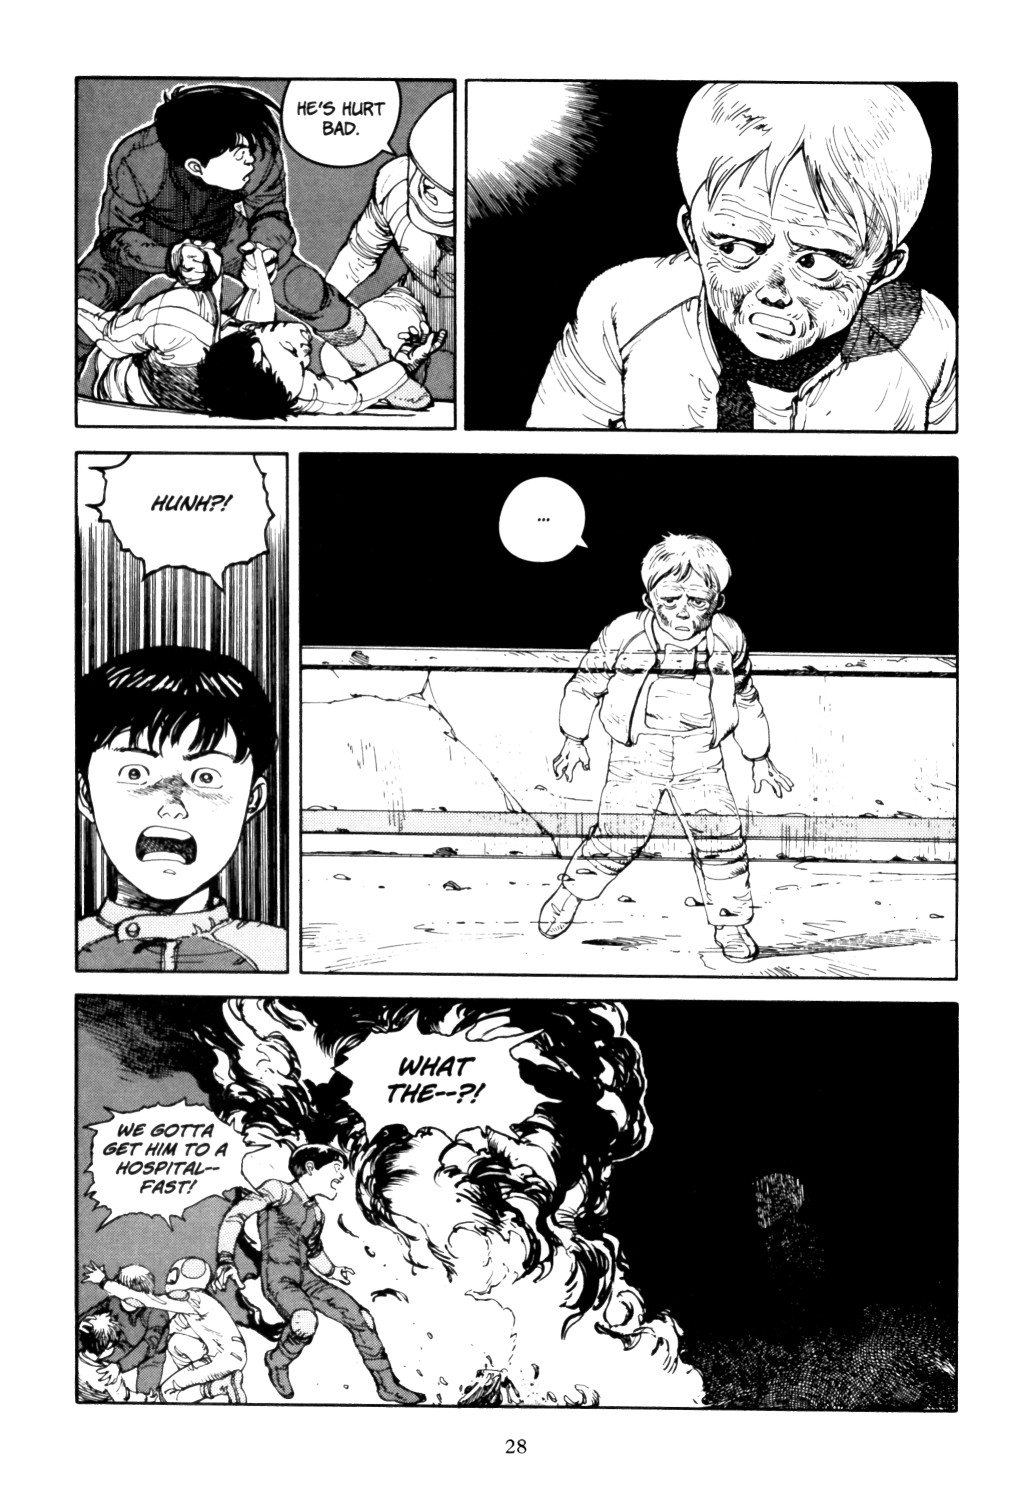 HE'S HURT
BAD.
HUNH?!
...
WHAT
THE--?!
WE GOTTA
GET HIM TO A
HOSPITAL--
FAST!
28